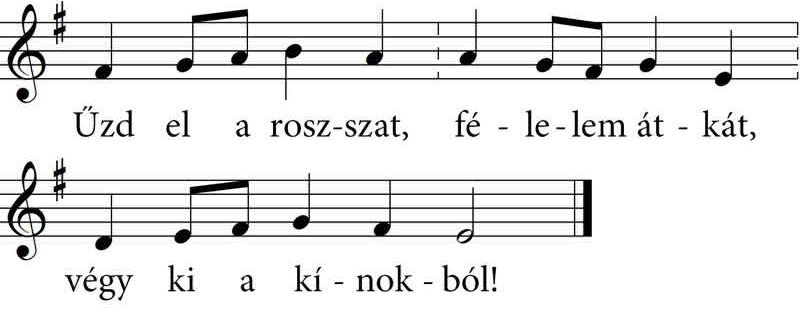 Űzd el a rosz-szat, fé - le-lem át - kát,
végy ki a kí - nok - ból!